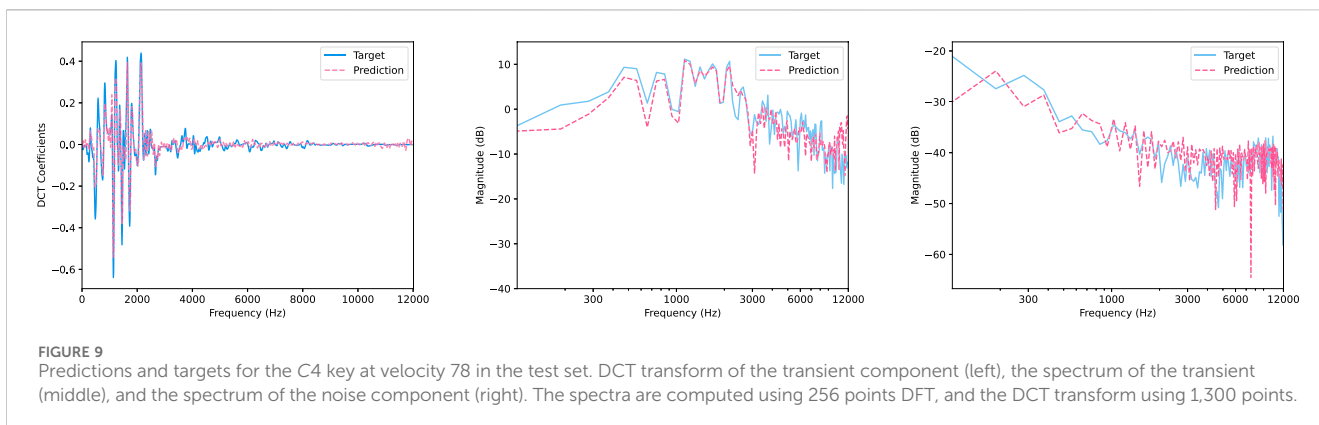 Target
Prediction
0.4
0.2
0.0
−0.2
−0.4
−0.6
DCT Coefficients
0
2000
4000
6000
8000
10000
12000
Frequency (Hz)
Target
Prediction
10
0
−10
−20
−30
−40
Magnitude (dB)
300
1000
3000
6000
12000
Frequency (Hz)
Target
Prediction
−20
−30
−40
−50
−60
Magnitude (dB)
300
1000
3000
6000
12000
Frequency (Hz)
FIGURE 9
Predictions and targets for the C4 key at velocity 78 in the test set. DCT transform of the transient component (left), the spectrum of the transient
(middle), and the spectrum of the noise component (right). The spectra are computed using 256 points DFT, and the DCT transform using 1,300 points.